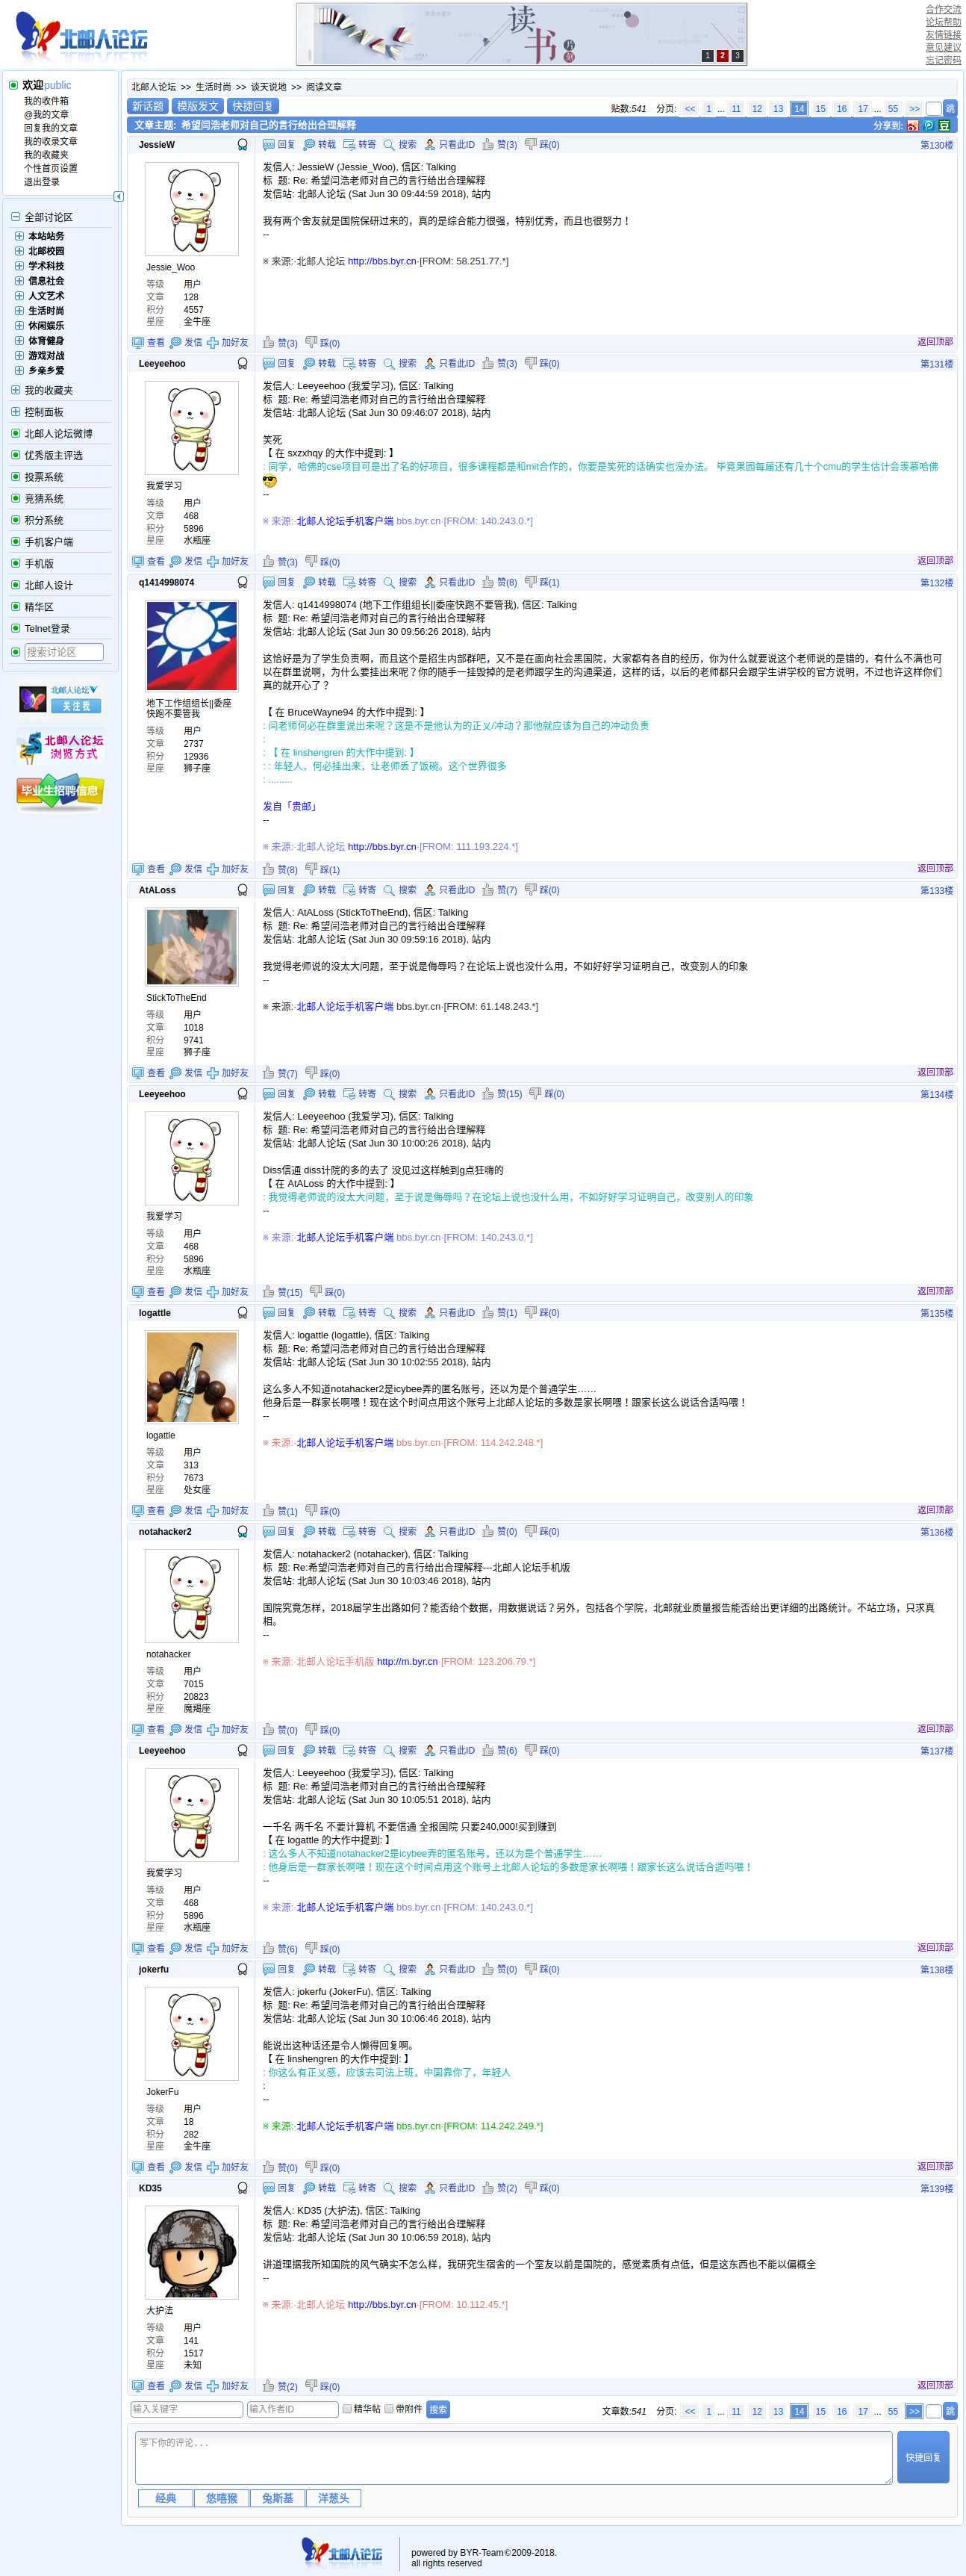 北邮人论坛
读书
片刻
1 2 3
合作交流
论坛帮助
友情链接
意见建议
忘记密码
欢迎public
我的收件箱
@我的文章
回复我的文章
我的收录文章
我的收藏夹
个性首页设置
退出登录
全部讨论区
本站站务
北邮校园
学术科技
信息社会
人文艺术
生活时尚
休闲娱乐
体育健身
游戏对战
乡亲乡爱
我的收藏夹
控制面板
北邮人论坛微博
优秀版主评选
投票系统
竞猜系统
积分系统
手机客户端
手机版
北邮人设计
精华区
Telnet登录
搜索讨论区
北邮人论坛
关注我
北邮人论坛
浏览方式
毕业生招聘信息
北邮人论坛 >> 生活时尚 >> 谈天说地 >> 阅读文章
新话题 模版发文 快捷回复
贴数:541 分页: << 1 ... 11 12 13 14 15 16 17 ... 55 >> 跳
文章主题: 希望闫浩老师对自己的言行给出合理解释
分享到: 豆
JessieW
回复 转载 转寄 搜索 只看此ID 赞(3) 踩(0)
第130楼
Jessie_Woo
等级 用户
文章 128
积分 4557
星座 金牛座
发信人: JessieW (Jessie_Woo), 信区: Talking
标 题: Re: 希望闫浩老师对自己的言行给出合理解释
发信站: 北邮人论坛 (Sat Jun 30 09:44:59 2018), 站内
我有两个舍友就是国院保研过来的，真的是综合能力很强，特别优秀，而且也很努力！
--
※ 来源:·北邮人论坛 http://bbs.byr.cn·[FROM: 58.251.77.*]
查看 发信 加好友 赞(3) 踩(0) 返回顶部
Leeyeehoo
回复 转载 转寄 搜索 只看此ID 赞(3) 踩(0)
第131楼
我爱学习
等级 用户
文章 468
积分 5896
星座 水瓶座
发信人: Leeyeehoo (我爱学习), 信区: Talking
标 题: Re: 希望闫浩老师对自己的言行给出合理解释
发信站: 北邮人论坛 (Sat Jun 30 09:46:07 2018), 站内
笑死
【 在 sxzxhqy 的大作中提到: 】
: 同学，哈佛的cse项目可是出了名的好项目，很多课程都是和mit合作的，你要是笑死的话确实也没办法。 毕竟果园每届还有几十个cmu的学生估计会羡慕哈佛
--
※ 来源:·北邮人论坛手机客户端 bbs.byr.cn·[FROM: 140.243.0.*]
查看 发信 加好友 赞(3) 踩(0) 返回顶部
q1414998074
回复 转载 转寄 搜索 只看此ID 赞(8) 踩(1)
第132楼
地下工作组组长||委座
快跑不要管我
等级 用户
文章 2737
积分 12936
星座 狮子座
发信人: q1414998074 (地下工作组组长||委座快跑不要管我), 信区: Talking
标 题: Re: 希望闫浩老师对自己的言行给出合理解释
发信站: 北邮人论坛 (Sat Jun 30 09:56:26 2018), 站内
这恰好是为了学生负责啊，而且这个是招生内部群吧，又不是在面向社会黑国院，大家都有各自的经历，你为什么就要说这个老师说的是错的，有什么不满也可
以在群里说啊，为什么要挂出来呢？你的随手一挂毁掉的是老师跟学生的沟通渠道，这样的话，以后的老师都只会跟学生讲学校的官方说明，不过也许这样你们
真的就开心了？
【 在 BruceWayne94 的大作中提到: 】
: 问老师何必在群里说出来呢？这是不是他认为的正义/冲动？那他就应该为自己的冲动负责
:
: 【 在 linshengren 的大作中提到: 】
: : 年轻人，何必挂出来，让老师丢了饭碗。这个世界很多
: .........
发自「贵邮」
--
※ 来源:·北邮人论坛 http://bbs.byr.cn·[FROM: 111.193.224.*]
查看 发信 加好友 赞(8) 踩(1) 返回顶部
AtALoss
回复 转载 转寄 搜索 只看此ID 赞(7) 踩(0)
第133楼
StickToTheEnd
等级 用户
文章 1018
积分 9741
星座 狮子座
发信人: AtALoss (StickToTheEnd), 信区: Talking
标 题: Re: 希望闫浩老师对自己的言行给出合理解释
发信站: 北邮人论坛 (Sat Jun 30 09:59:16 2018), 站内
我觉得老师说的没太大问题，至于说是侮辱吗？在论坛上说也没什么用，不如好好学习证明自己，改变别人的印象
--
※ 来源:·北邮人论坛手机客户端 bbs.byr.cn·[FROM: 61.148.243.*]
查看 发信 加好友 赞(7) 踩(0) 返回顶部
Leeyeehoo
回复 转载 转寄 搜索 只看此ID 赞(15) 踩(0)
第134楼
我爱学习
等级 用户
文章 468
积分 5896
星座 水瓶座
发信人: Leeyeehoo (我爱学习), 信区: Talking
标 题: Re: 希望闫浩老师对自己的言行给出合理解释
发信站: 北邮人论坛 (Sat Jun 30 10:00:26 2018), 站内
Diss信通 diss计院的多的去了 没见过这样触到g点狂嗨的
【 在 AtALoss 的大作中提到: 】
: 我觉得老师说的没太大问题，至于说是侮辱吗？在论坛上说也没什么用，不如好好学习证明自己，改变别人的印象
--
※ 来源:·北邮人论坛手机客户端 bbs.byr.cn·[FROM: 140.243.0.*]
查看 发信 加好友 赞(15) 踩(0) 返回顶部
logattle
回复 转载 转寄 搜索 只看此ID 赞(1) 踩(0)
第135楼
logattle
等级 用户
文章 313
积分 7673
星座 处女座
发信人: logattle (logattle), 信区: Talking
标 题: Re: 希望闫浩老师对自己的言行给出合理解释
发信站: 北邮人论坛 (Sat Jun 30 10:02:55 2018), 站内
这么多人不知道notahacker2是icybee弄的匿名账号，还以为是个普通学生……
他身后是一群家长啊喂！现在这个时间点用这个账号上北邮人论坛的多数是家长啊喂！跟家长这么说话合适吗喂！
--
※ 来源:·北邮人论坛手机客户端 bbs.byr.cn·[FROM: 114.242.248.*]
查看 发信 加好友 赞(1) 踩(0) 返回顶部
notahacker2
回复 转载 转寄 搜索 只看此ID 赞(0) 踩(0)
第136楼
notahacker
等级 用户
文章 7015
积分 20823
星座 魔羯座
发信人: notahacker2 (notahacker), 信区: Talking
标 题: Re:希望闫浩老师对自己的言行给出合理解释---北邮人论坛手机版
发信站: 北邮人论坛 (Sat Jun 30 10:03:46 2018), 站内
国院究竟怎样，2018届学生出路如何？能否给个数据，用数据说话？另外，包括各个学院，北邮就业质量报告能否给出更详细的出路统计。不站立场，只求真
相。
--
※ 来源:·北邮人论坛手机版 http://m.byr.cn·[FROM: 123.206.79.*]
查看 发信 加好友 赞(0) 踩(0) 返回顶部
Leeyeehoo
回复 转载 转寄 搜索 只看此ID 赞(6) 踩(0)
第137楼
我爱学习
等级 用户
文章 468
积分 5896
星座 水瓶座
发信人: Leeyeehoo (我爱学习), 信区: Talking
标 题: Re: 希望闫浩老师对自己的言行给出合理解释
发信站: 北邮人论坛 (Sat Jun 30 10:05:51 2018), 站内
一千名 两千名 不要计算机 不要信通 全报国院 只要240,000!买到赚到
【 在 logattle 的大作中提到: 】
: 这么多人不知道notahacker2是icybee弄的匿名账号，还以为是个普通学生……
: 他身后是一群家长啊喂！现在这个时间点用这个账号上北邮人论坛的多数是家长啊喂！跟家长这么说话合适吗喂！
--
※ 来源:·北邮人论坛手机客户端 bbs.byr.cn·[FROM: 140.243.0.*]
查看 发信 加好友 赞(6) 踩(0) 返回顶部
jokerfu
回复 转载 转寄 搜索 只看此ID 赞(0) 踩(0)
第138楼
JokerFu
等级 用户
文章 18
积分 282
星座 金牛座
发信人: jokerfu (JokerFu), 信区: Talking
标 题: Re: 希望闫浩老师对自己的言行给出合理解释
发信站: 北邮人论坛 (Sat Jun 30 10:06:46 2018), 站内
能说出这种话还是令人懒得回复啊。
【 在 linshengren 的大作中提到: 】
: 你这么有正义感，应该去司法上班，中国靠你了，年轻人
:
--
※ 来源:·北邮人论坛手机客户端 bbs.byr.cn·[FROM: 114.242.249.*]
查看 发信 加好友 赞(0) 踩(0) 返回顶部
KD35
回复 转载 转寄 搜索 只看此ID 赞(2) 踩(0)
第139楼
大护法
等级 用户
文章 141
积分 1517
星座 未知
发信人: KD35 (大护法), 信区: Talking
标 题: Re: 希望闫浩老师对自己的言行给出合理解释
发信站: 北邮人论坛 (Sat Jun 30 10:06:59 2018), 站内
讲道理据我所知国院的风气确实不怎么样，我研究生宿舍的一个室友以前是国院的，感觉素质有点低，但是这东西也不能以偏概全
--
※ 来源:·北邮人论坛 http://bbs.byr.cn·[FROM: 10.112.45.*]
查看 发信 加好友 赞(2) 踩(0) 返回顶部
输入关键字 输入作者ID 精华帖 带附件 搜索
文章数:541 分页: << 1 ... 11 12 13 14 15 16 17 ... 55 >> 跳
写下你的评论...
快捷回复
经典 悠嘻猴 兔斯基 洋葱头
北邮人论坛
powered by BYR-Team©2009-2018.
all rights reserved